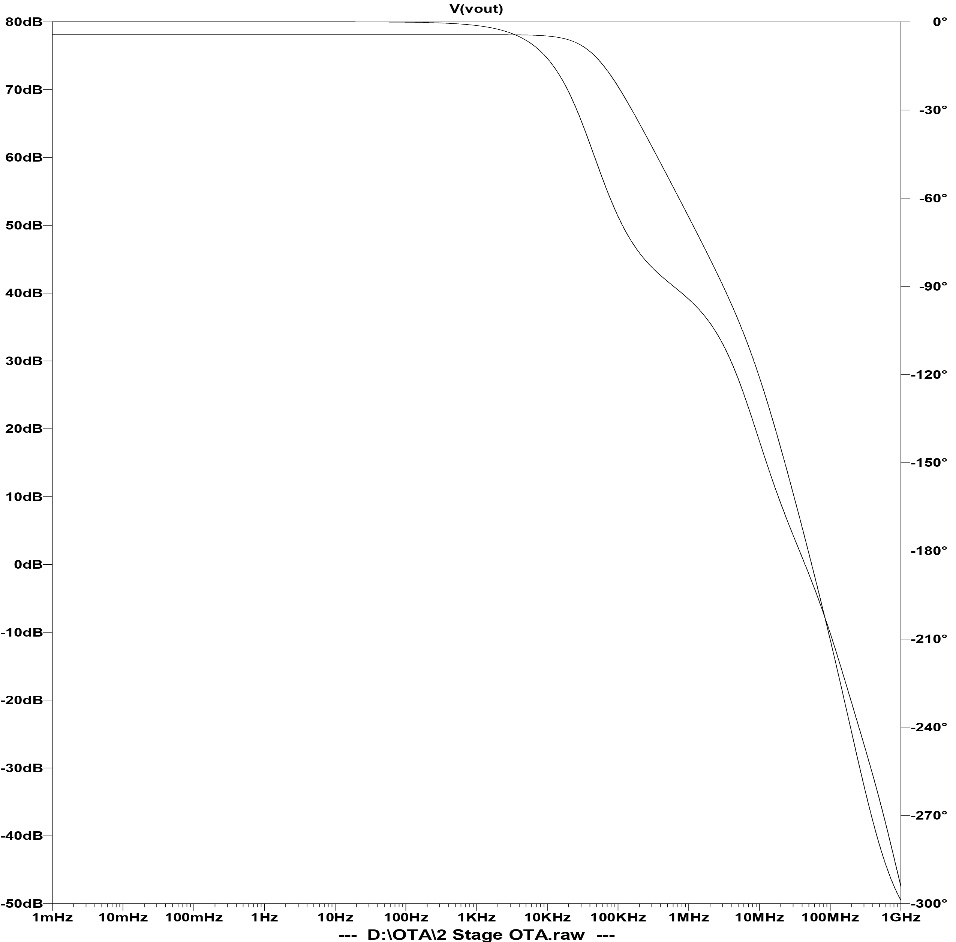 V(vout)
80dB
70dB
60dB
50dB
40dB
30dB
20dB
10dB
0dB
-10dB
-20dB
-30dB
-40dB
-50dB
0°
-30°
-60°
-90°
-120°
-150°
-180°
-210°
-240°
-270°
-300°
1mHz 10mHz 100mHz 1Hz 10Hz 100Hz 1KHz 10KHz 100KHz 1MHz 10MHz 100MHz 1GHz
--- D:\OTA\2 Stage OTA.raw ---